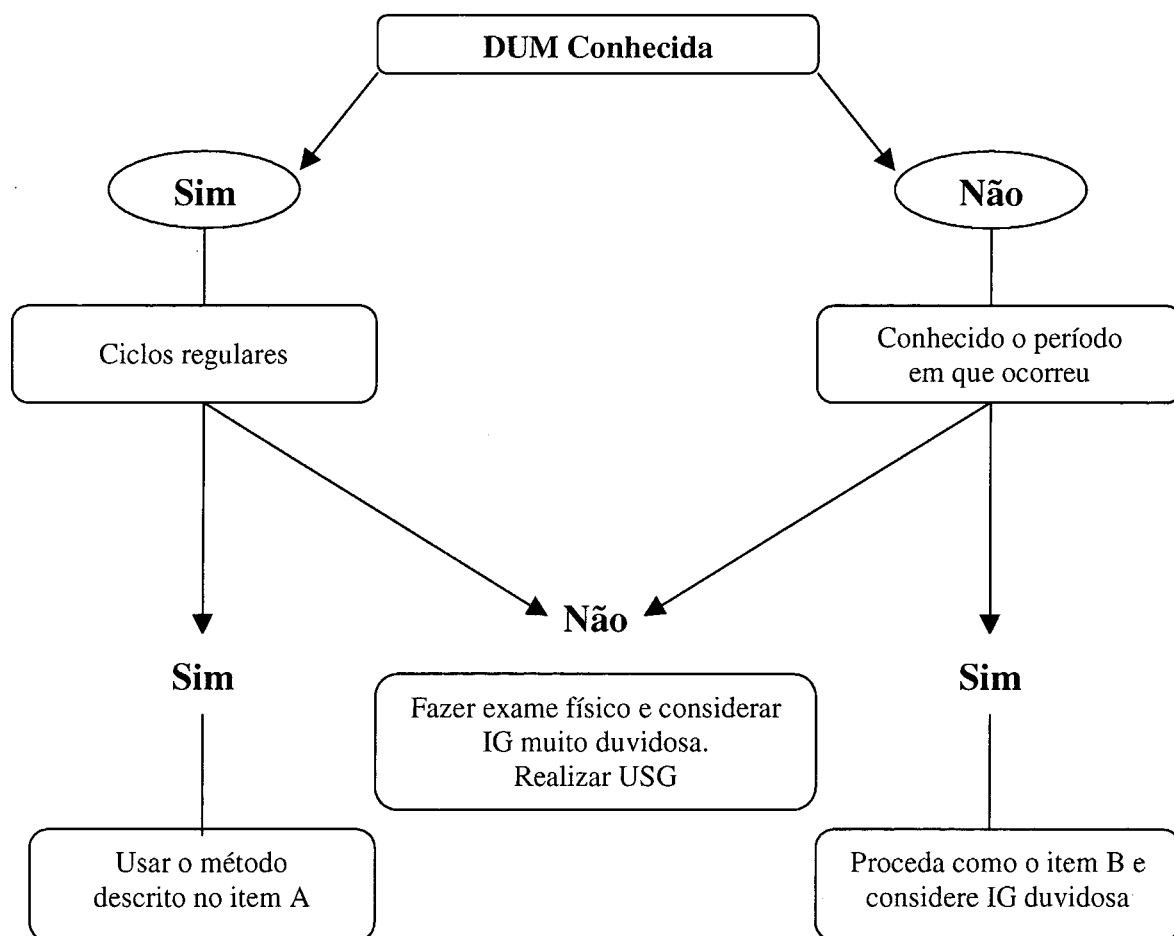 DUM Conhecida
Sim
Não
Ciclos regulares
Conhecido o período
em que ocorreu
Não
Sim
Sim
Fazer exame físico e considerar
IG muito duvidosa.
Realizar USG
Usar o método
descrito no item A
Proceda como o item B e
considere IG duvidosa